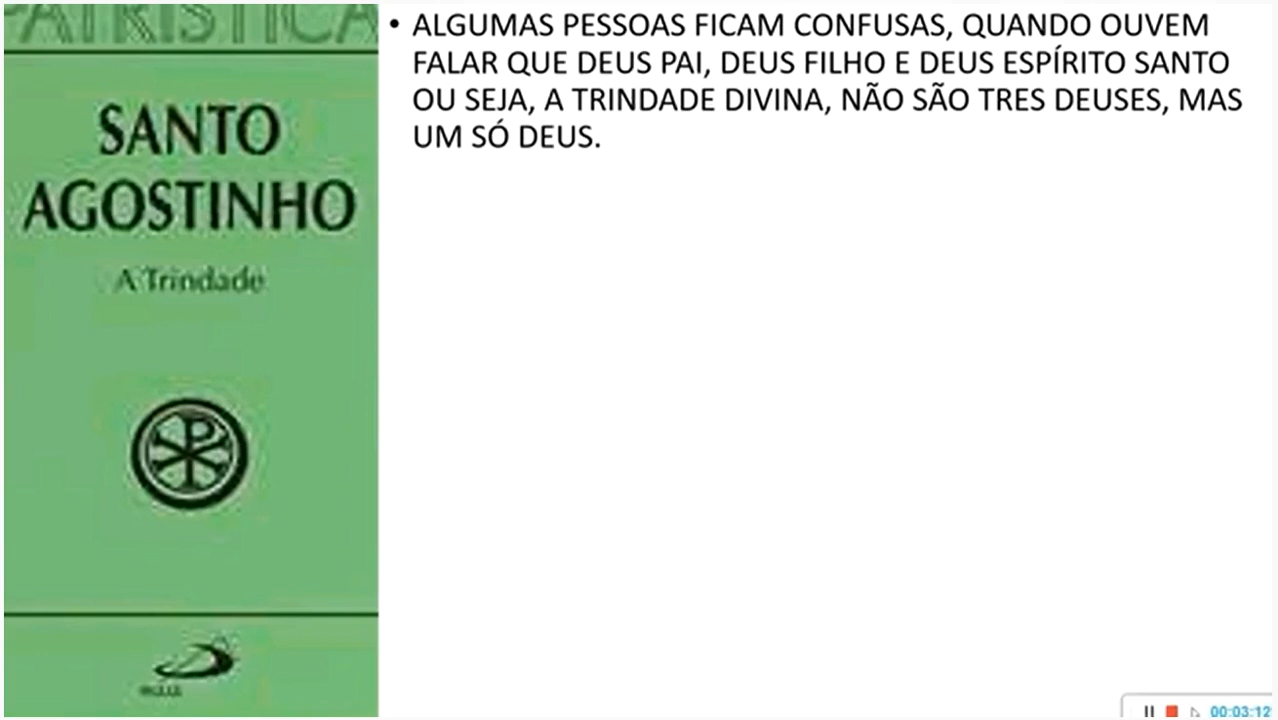 PATRÍSTICA
SANTO
AGOSTINHO
A Trindade
PAULUS
• ALGUMAS PESSOAS FICAM CONFUSAS, QUANDO OUVEM
FALAR QUE DEUS PAI, DEUS FILHO E DEUS ESPÍRITO SANTO
OU SEJA, A TRINDADE DIVINA, NÃO SÃO TRES DEUSES, MAS
UM SÓ DEUS.
00:03:12